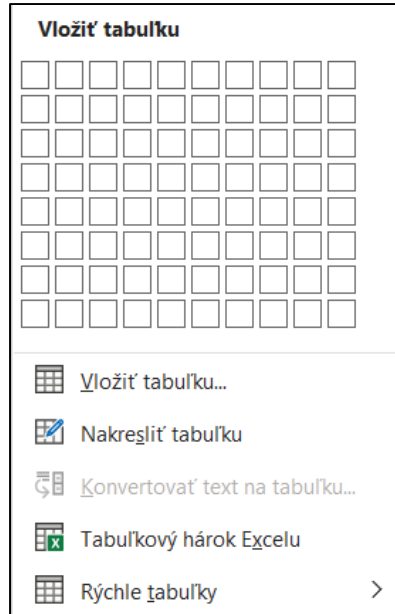 Vložiť tabuľku
Vložiť tabuľku...
Nakresliť tabuľku
Konvertovať text na tabuľku...
Tabuľkový hárok Excelu
Rýchle tabuľky